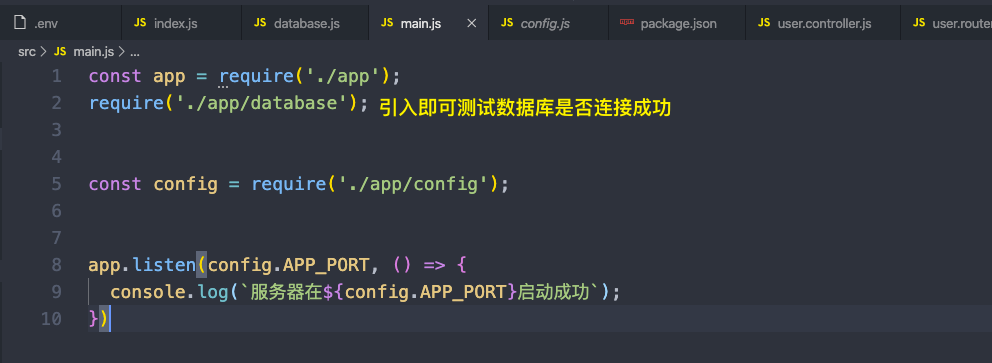 .env JS index.js JS database.js JS main.js × JS config.js npm package.json JS user.controller.js JS user.router
src > JS main.js > ...
1 const app = require('./app');
2 require('./app/database'); 引入即可测试数据库是否连接成功
3
4
5 const config = require('./app/config');
6
7
8 app.listen(config.APP_PORT, () => {
9 console.log(`服务器在${config.APP_PORT}启动成功`);
10 })